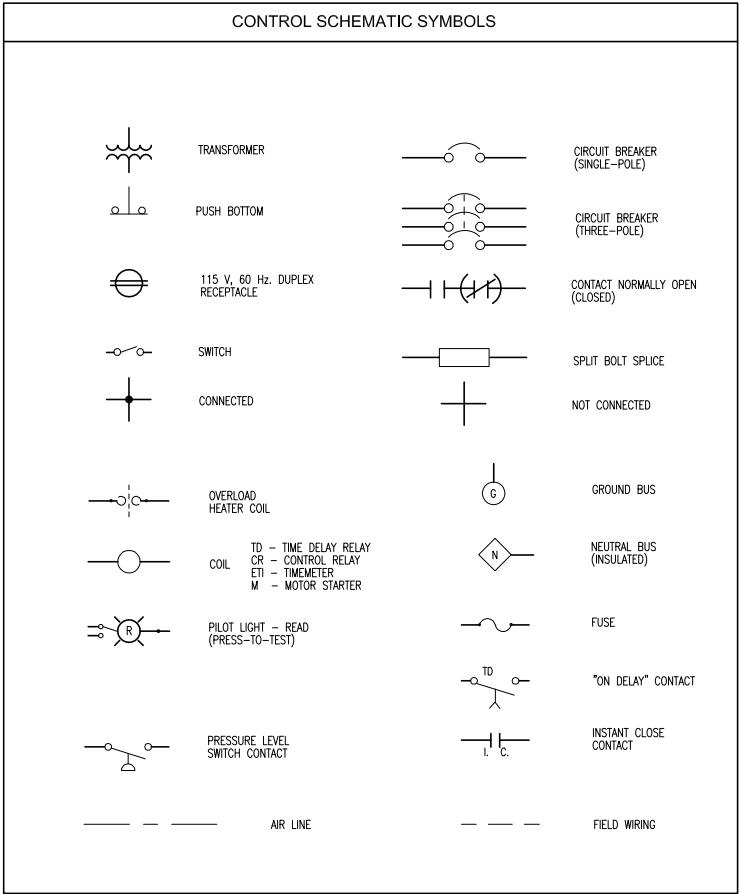 CONTROL SCHEMATIC SYMBOLS
TRANSFORMER
CIRCUIT BREAKER
(SINGLE-POLE)
PUSH BOTTOM
CIRCUIT BREAKER
(THREE-POLE)
115 V, 60 Hz. DUPLEX
RECEPTACLE
CONTACT NORMALLY OPEN
(CLOSED)
SWITCH
SPLIT BOLT SPLICE
CONNECTED
NOT CONNECTED
OVERLOAD
HEATER COIL
G
GROUND BUS
COIL
TD - TIME DELAY RELAY
CR - CONTROL RELAY
ETI - TIMEMETER
M - MOTOR STARTER
N
NEUTRAL BUS
(INSULATED)
R
PILOT LIGHT - READ
(PRESS-TO-TEST)
FUSE
TD
"ON DELAY" CONTACT
PRESSURE LEVEL
SWITCH CONTACT
I. C.
INSTANT CLOSE
CONTACT
AIR LINE
FIELD WIRING